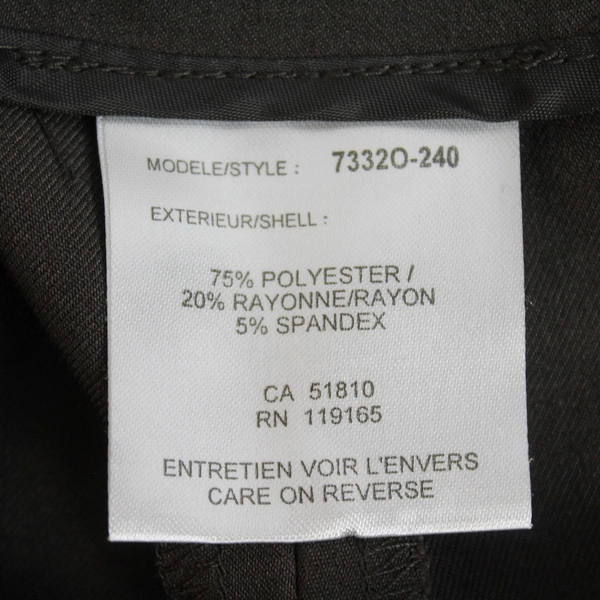 MODELE/STYLE : 7332O-240
EXTERIEUR/SHELL :
75% POLYESTER /
20% RAYONNE/RAYON
5% SPANDEX
CA 51810
RN 119165
ENTRETIEN VOIR L'ENVERS
CARE ON REVERSE